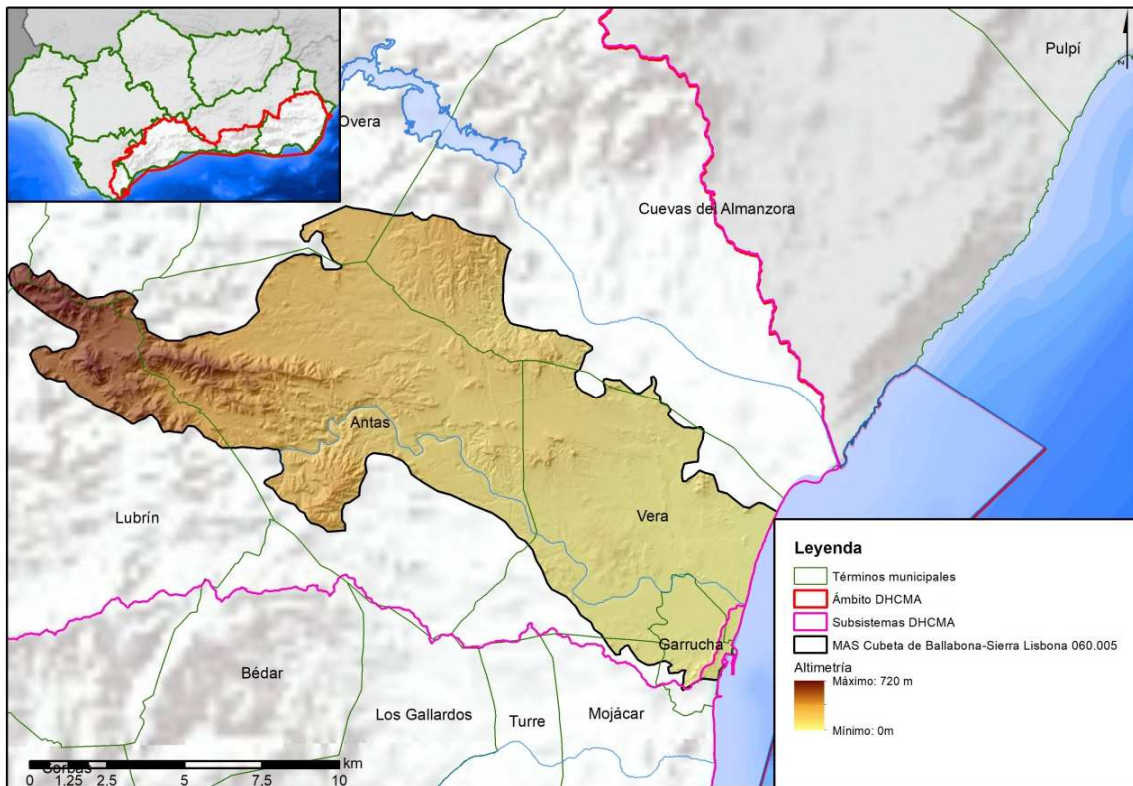 Pulpí
Overa
Cuevas del Almanzora
Antas
Lubrín
Vera
Garrucha
Bédar
Los Gallardos
Turre
Mojácar
Sorbas
km
0 1.25 2.5 5 7.5 10
Leyenda
Términos municipales
Ámbito DHCMA
Subsistemas DHCMA
MAS Cubeta de Ballabona-Sierra Lisbona 060.005
Altimetría
Máximo: 720 m
Mínimo: 0m